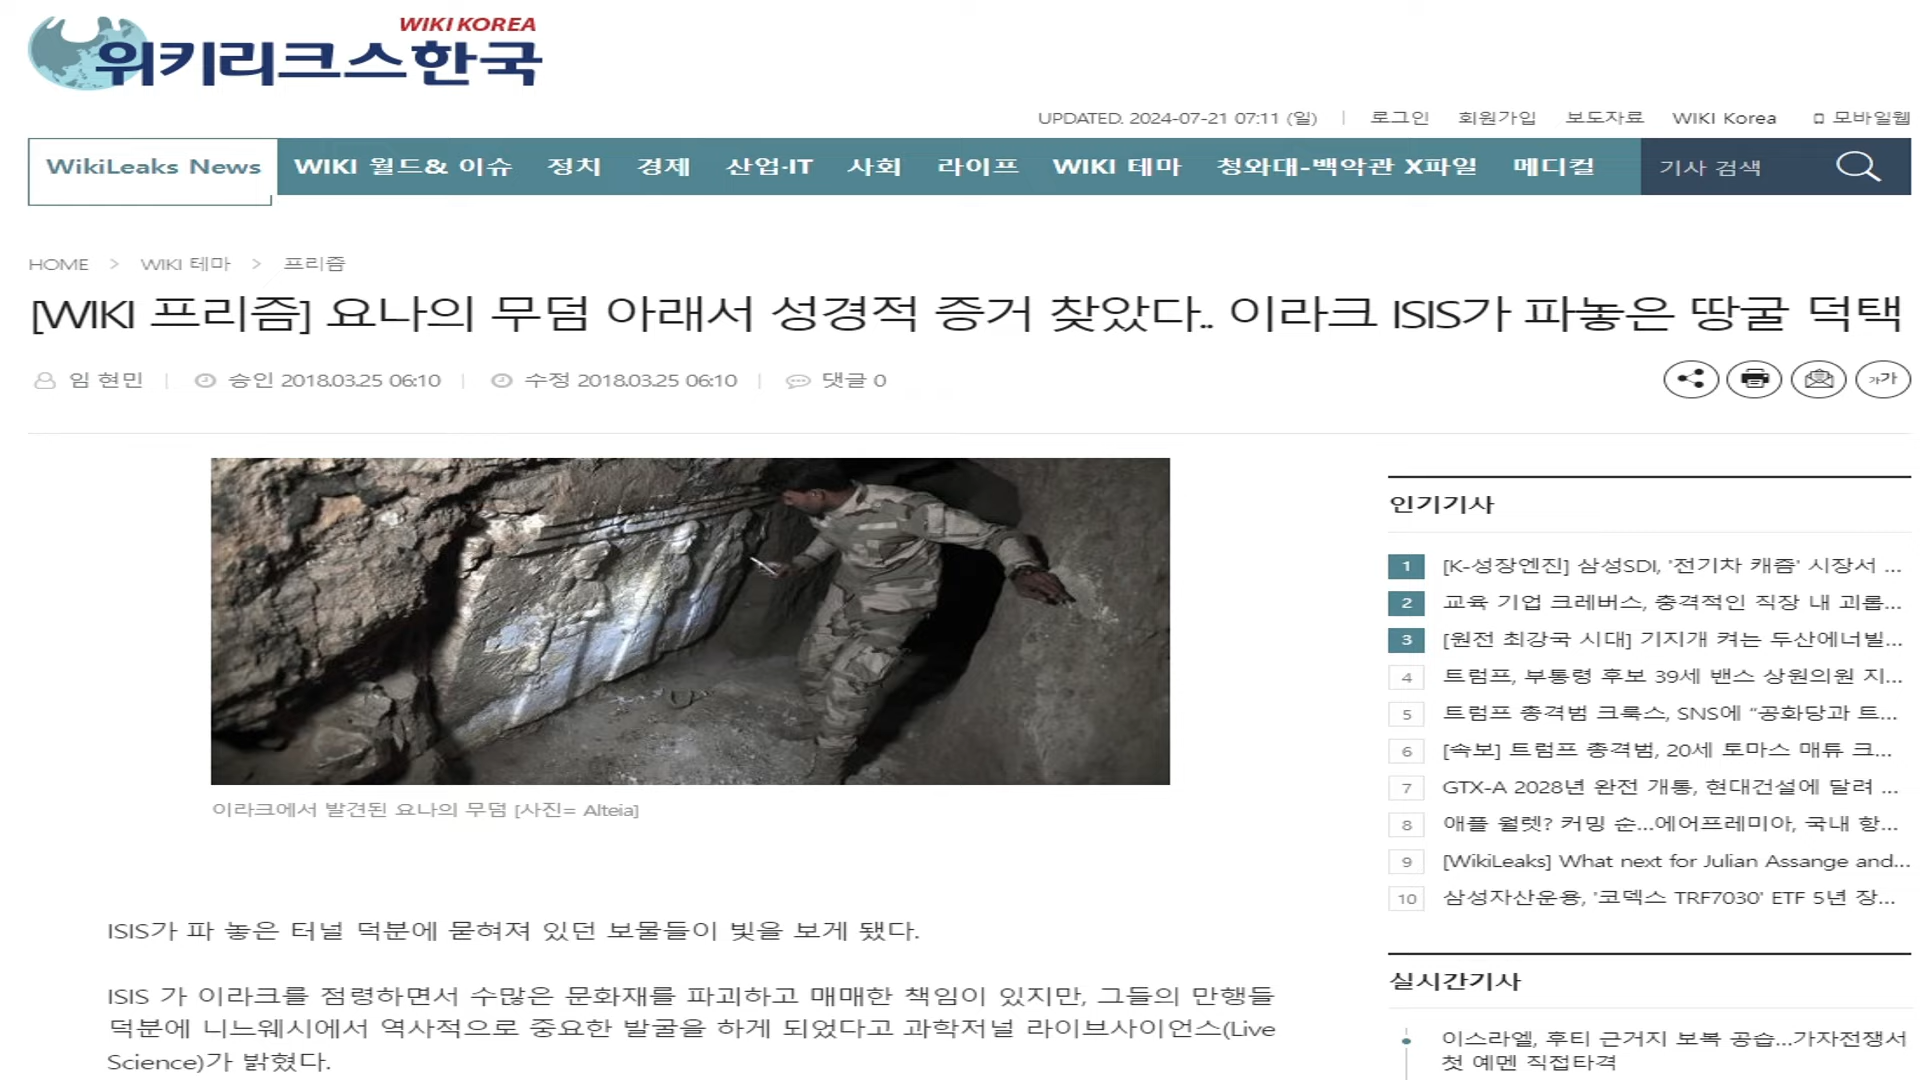 WIKI KOREA
위키리크스한국
UPDATED. 2024-07-21 07:11 (일) | 로그인 회원가입 보도자료 WIKI Korea 모바일웹
WikiLeaks News WIKI 월드& 이슈 정치 경제 산업·IT 사회 라이프 WIKI 테마 청와대-백악관 X파일 메디컬 기사 검색
HOME > WIKI 테마 > 프리즘
[WIKI 프리즘] 요나의 무덤 아래서 성경적 증거 찾았다.. 이라크 ISIS가 파놓은 땅굴 덕택
임 현민 | 승인 2018.03.25 06:10 | 수정 2018.03.25 06:10 | 댓글 0
가가
이라크에서 발견된 요나의 무덤 [사진= Alteia]
ISIS가 파 놓은 터널 덕분에 묻혀져 있던 보물들이 빛을 보게 됐다.
ISIS 가 이라크를 점령하면서 수많은 문화재를 파괴하고 매매한 책임이 있지만, 그들의 만행들
덕분에 니느웨시에서 역사적으로 중요한 발굴을 하게 되었다고 과학저널 라이브사이언스(Live
Science)가 밝혔다.
인기기사
1 [K-성장엔진] 삼성SDI, '전기차 캐즘' 시장서 ...
2 교육 기업 크레버스, 충격적인 직장 내 괴롭...
3 [원전 최강국 시대] 기지개 켜는 두산에너빌...
4 트럼프, 부통령 후보 39세 밴스 상원의원 지...
5 트럼프 총격범 크룩스, SNS에 “공화당과 트...
6 [속보] 트럼프 총격범, 20세 토마스 매튜 크...
7 GTX-A 2028년 완전 개통, 현대건설에 달려 ...
8 애플 월렛? 커밍 순...에어프레미아, 국내 항...
9 [WikiLeaks] What next for Julian Assange and...
10 삼성자산운용, '코덱스 TRF7030' ETF 5년 장...
실시간기사
이스라엘, 후티 근거지 보복 공습...가자전쟁서
첫 예멘 직접타격